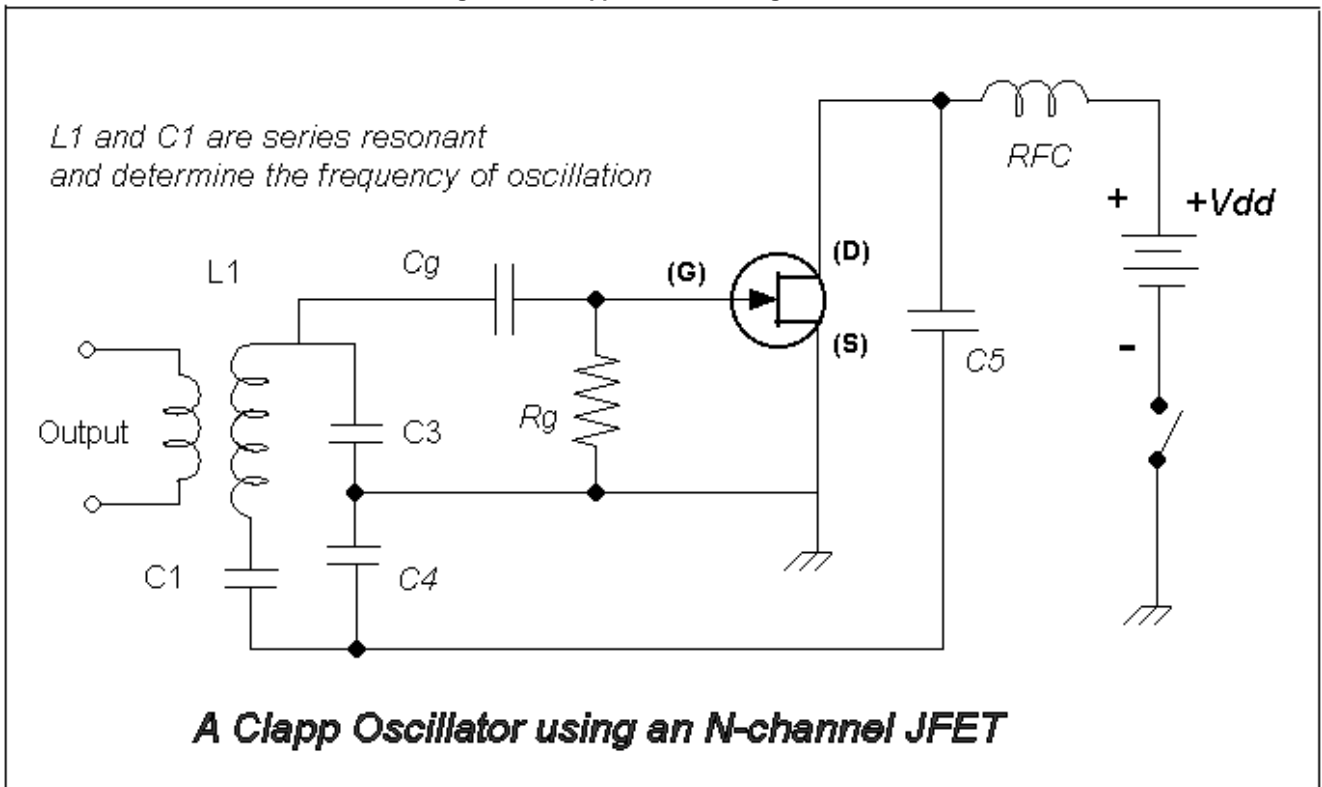 L1 and C1 are series resonant
and determine the frequency of oscillation
RFC
+
+Vdd
L1
Cg
(G)
(D)
(S)
-
C5
Output
C3
Rg
C1
C4
A Clapp Oscillator using an N-channel JFET